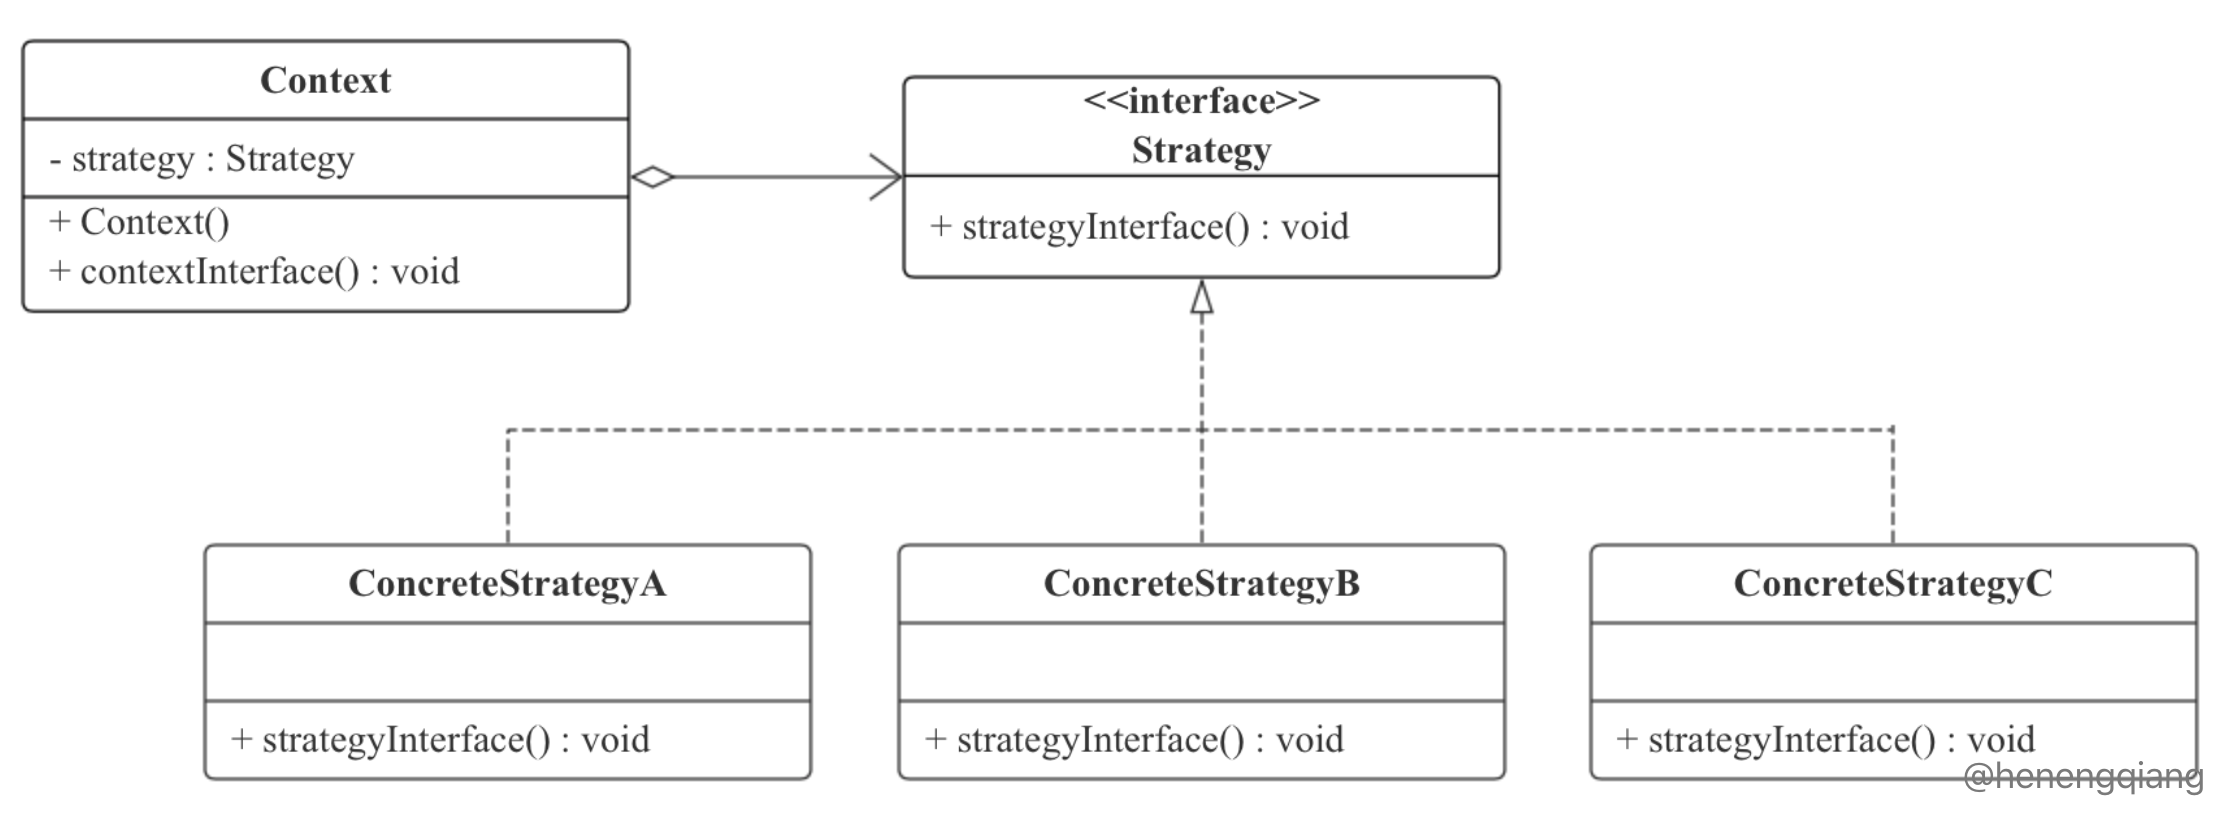 Context
- strategy : Strategy
+ Context()
+ contextInterface() : void
<<interface>>
Strategy
+ strategyInterface() : void
ConcreteStrategyA
+ strategyInterface() : void
ConcreteStrategyB
+ strategyInterface() : void
ConcreteStrategyC
+ strategyInterface() : void
@henengqiang